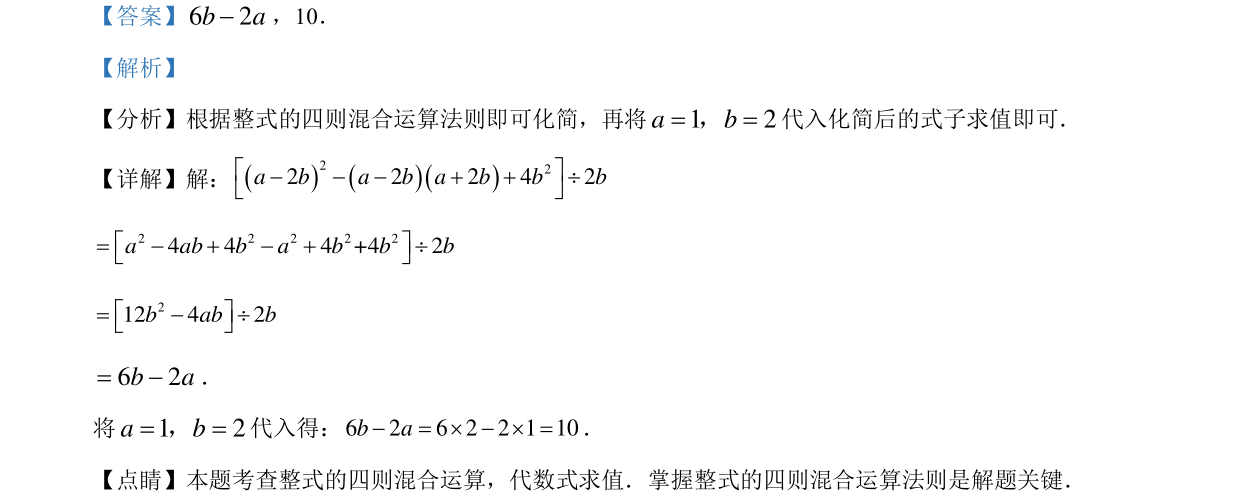 【答案】6b－2a，10．
【解析】
【分析】根据整式的四则混合运算法则即可化简，再将 a＝1，b＝2 代入化简后的式子求值即可．
【详解】解：[(a－2b)²－(a－2b)(a＋2b)＋4b²]÷2b
＝[a²－4ab＋4b²－a²＋4b²+4b²]÷2b
＝[12b²－4ab]÷2b
＝6b－2a．
将 a＝1，b＝2 代入得：6b－2a＝6×2－2×1＝10．
【点睛】本题考查整式的四则混合运算，代数式求值．掌握整式的四则混合运算法则是解题关键．